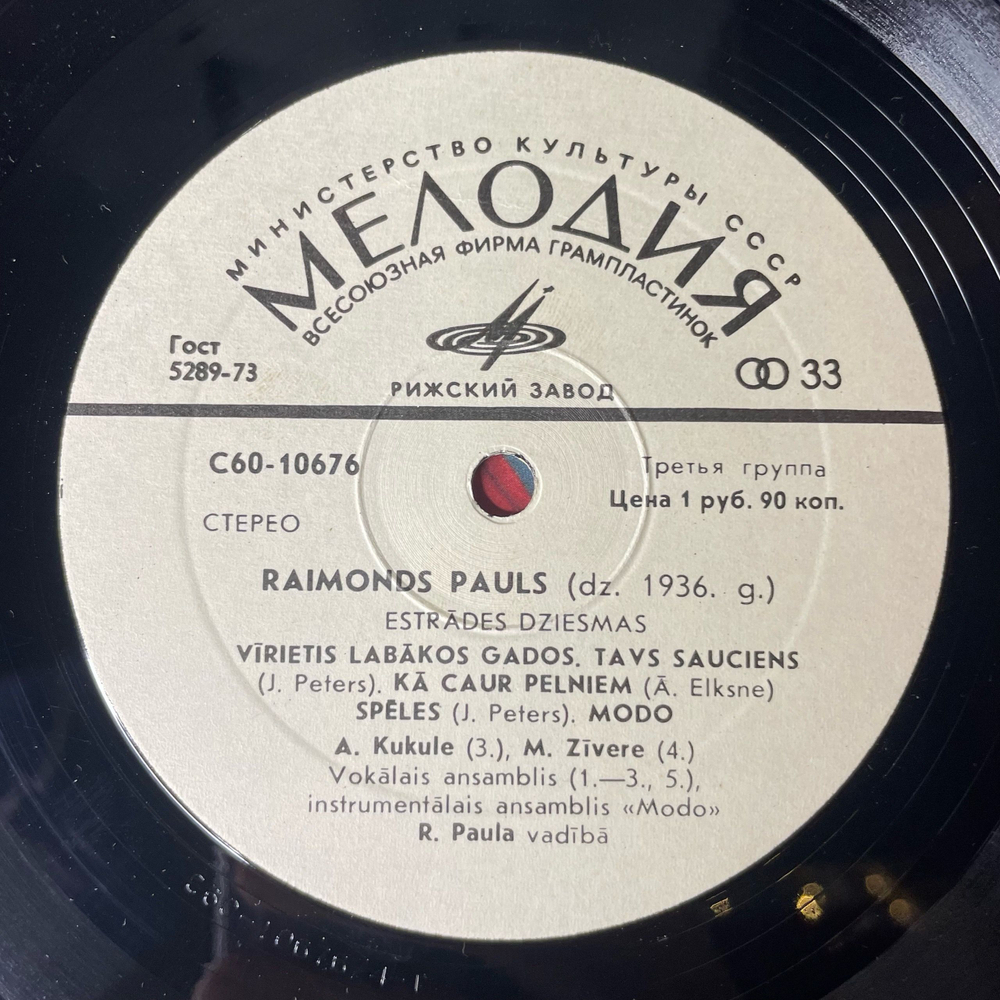 МИНИСТЕРСТВО КУЛЬТУРЫ СССР
МЕЛОДИЯ
ВСЕСОЮЗНАЯ ФИРМА ГРАМПЛАСТИНОК
Гост
5289-73
33
РИЖСКИЙ ЗАВОД
С60-10676
Третья группа
Цена 1 руб. 90 коп.
СТЕРЕО
RAIMONDS PAULS (dz. 1936. g.)
ESTRĀDES DZIESMAS
VĪRIETIS LABĀKOS GADOS. TAVS SAUCIENS
(J. Peters). KĀ CAUR PELNIEM (Ā. Elksne)
SPĒLES (J. Peters). MODO
A. Kukule (3.), M. Zīvere (4.)
Vokālais ansamblis (1.—3., 5.),
instrumentālais ansamblis «Modo»
R. Paula vadībā